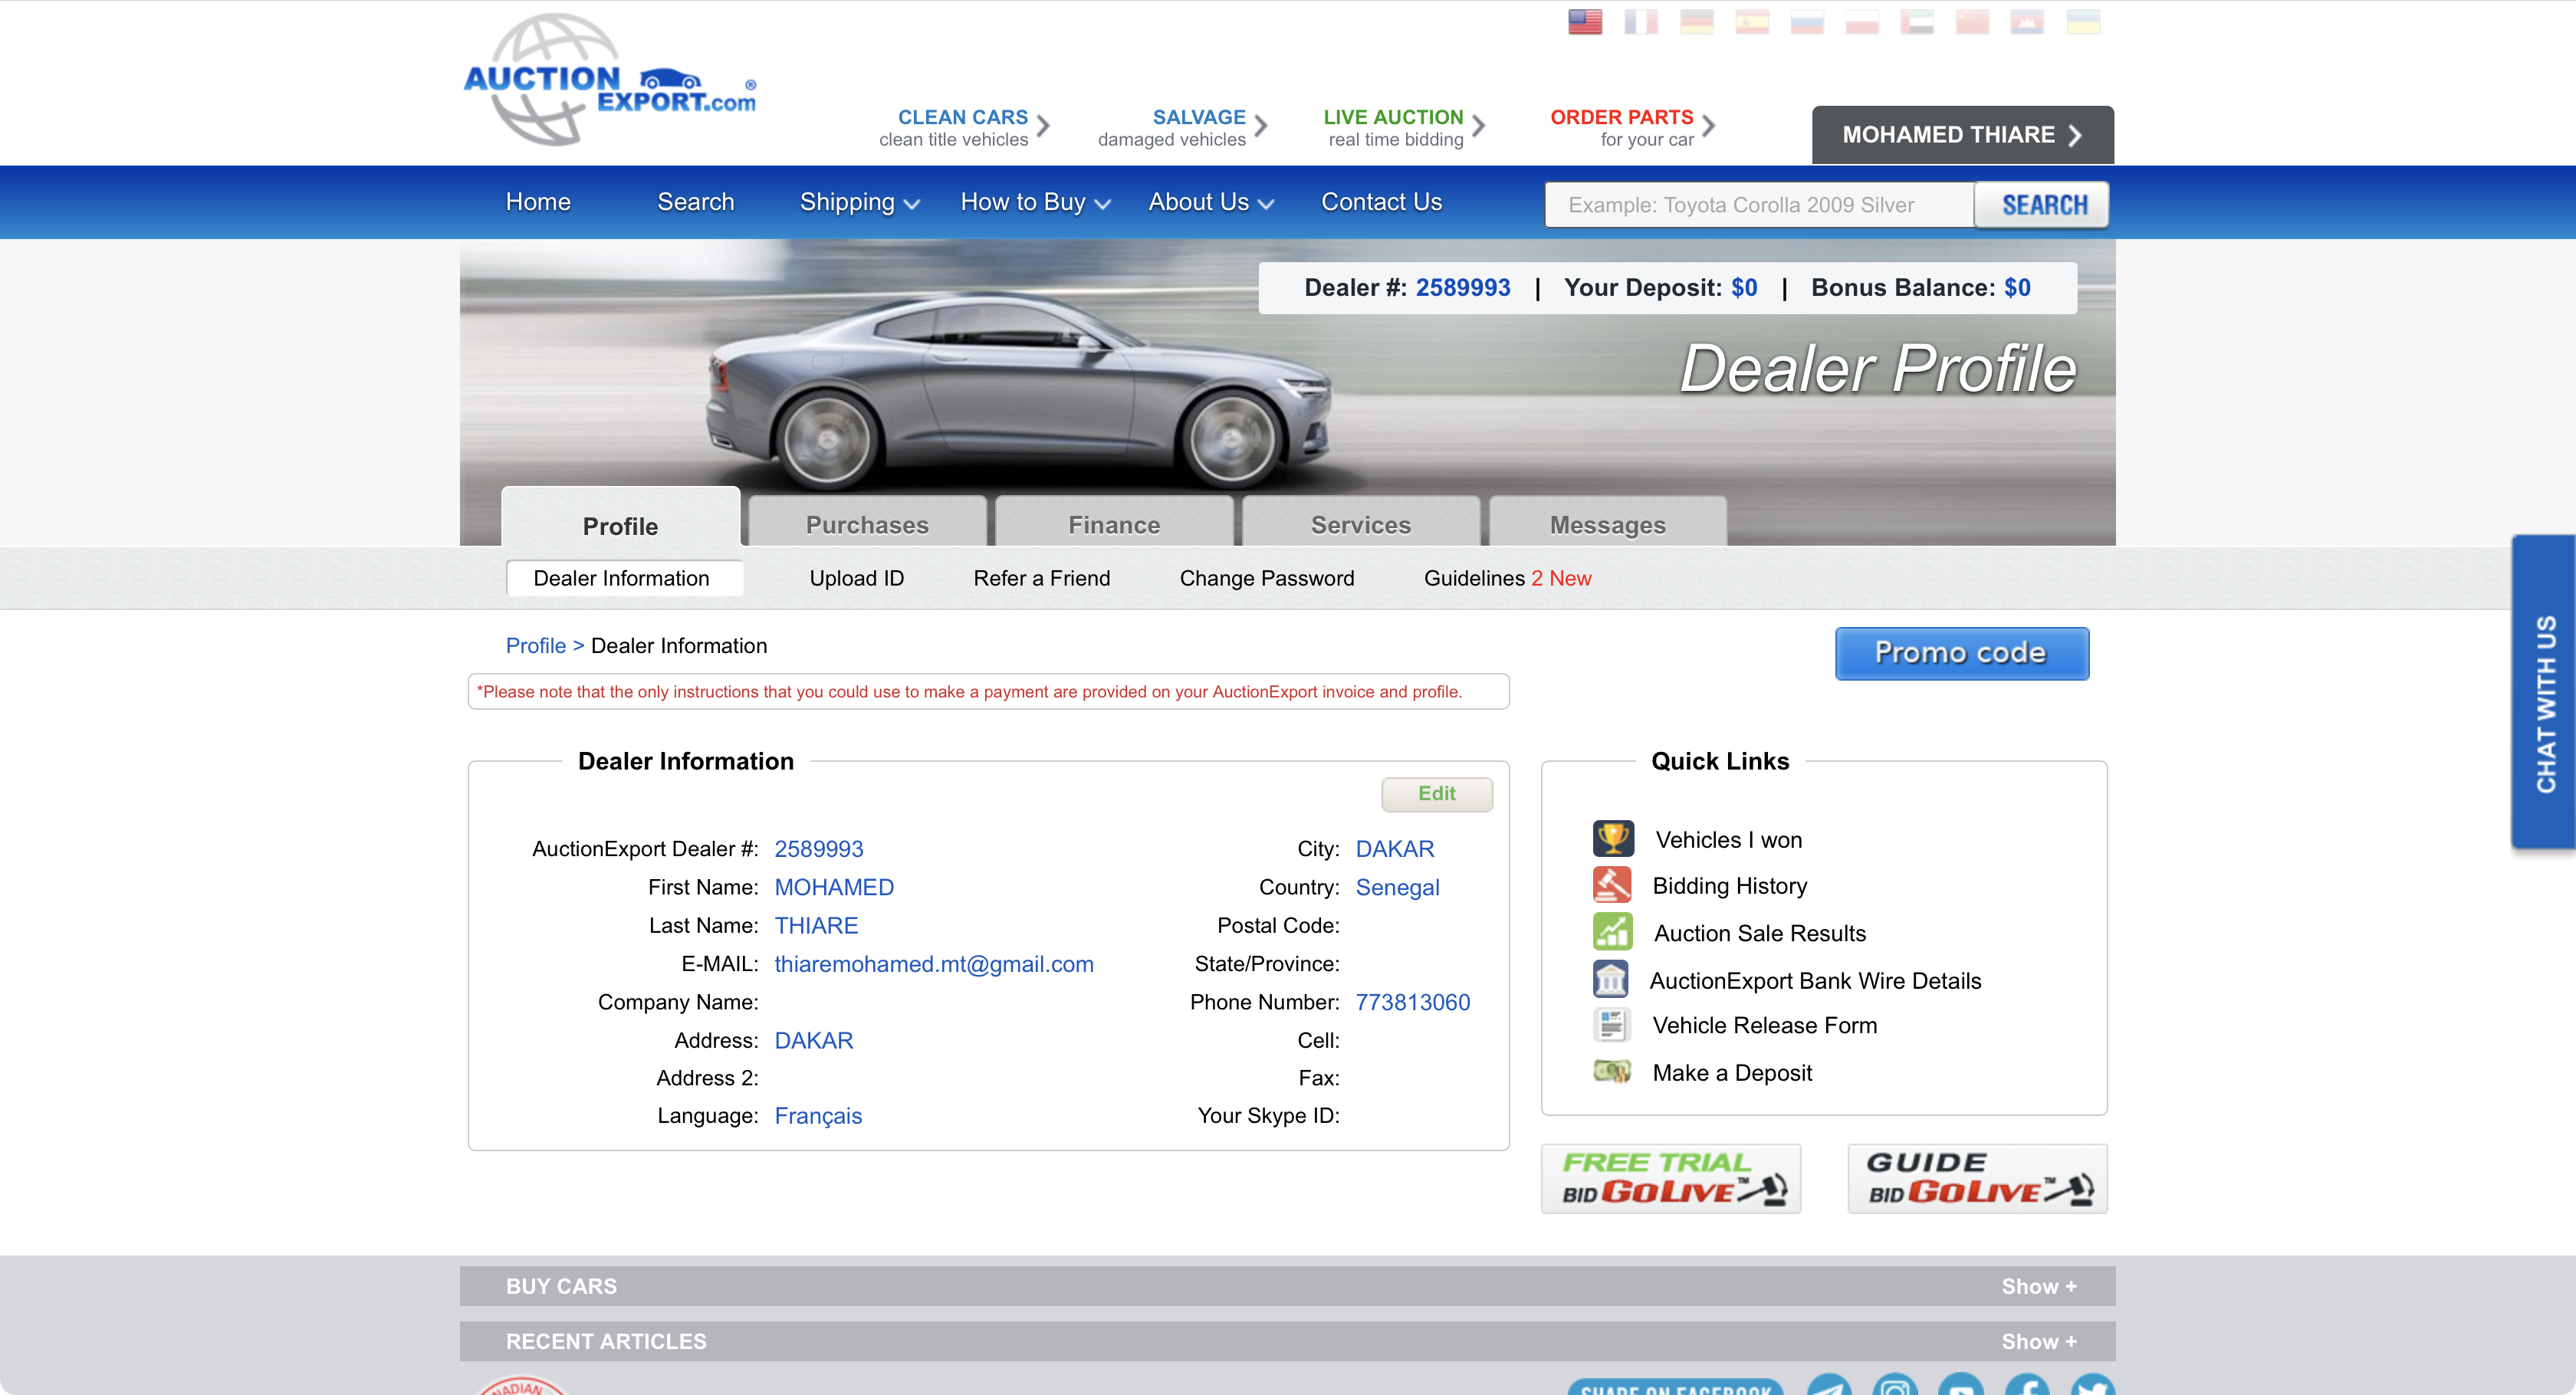 AUCTION
EXPORT.com®
CLEAN CARS
clean title vehicles
SALVAGE
damaged vehicles
LIVE AUCTION
real time bidding
ORDER PARTS
for your car
MOHAMED THIARE
Home Search Shipping How to Buy About Us Contact Us Example: Toyota Corolla 2009 Silver SEARCH
Dealer #: 2589993 | Your Deposit: $0 | Bonus Balance: $0
Dealer Profile
Profile Purchases Finance Services Messages
Dealer Information Upload ID Refer a Friend Change Password Guidelines 2 New
CHAT WITH US
Profile > Dealer Information
Promo code
*Please note that the only instructions that you could use to make a payment are provided on your AuctionExport invoice and profile.
Dealer Information
Edit
AuctionExport Dealer #: 2589993
First Name: MOHAMED
Last Name: THIARE
E-MAIL: thiaremohamed.mt@gmail.com
Company Name:
Address: DAKAR
Address 2:
Language: Français
City: DAKAR
Country: Senegal
Postal Code:
State/Province:
Phone Number: 773813060
Cell:
Fax:
Your Skype ID:
Quick Links
Vehicles I won
Bidding History
Auction Sale Results
AuctionExport Bank Wire Details
Vehicle Release Form
Make a Deposit
FREE TRIAL
BID GOLIVE™
GUIDE
BID GOLIVE™
BUY CARS Show +
RECENT ARTICLES Show +
SHARE ON FACEBOOK